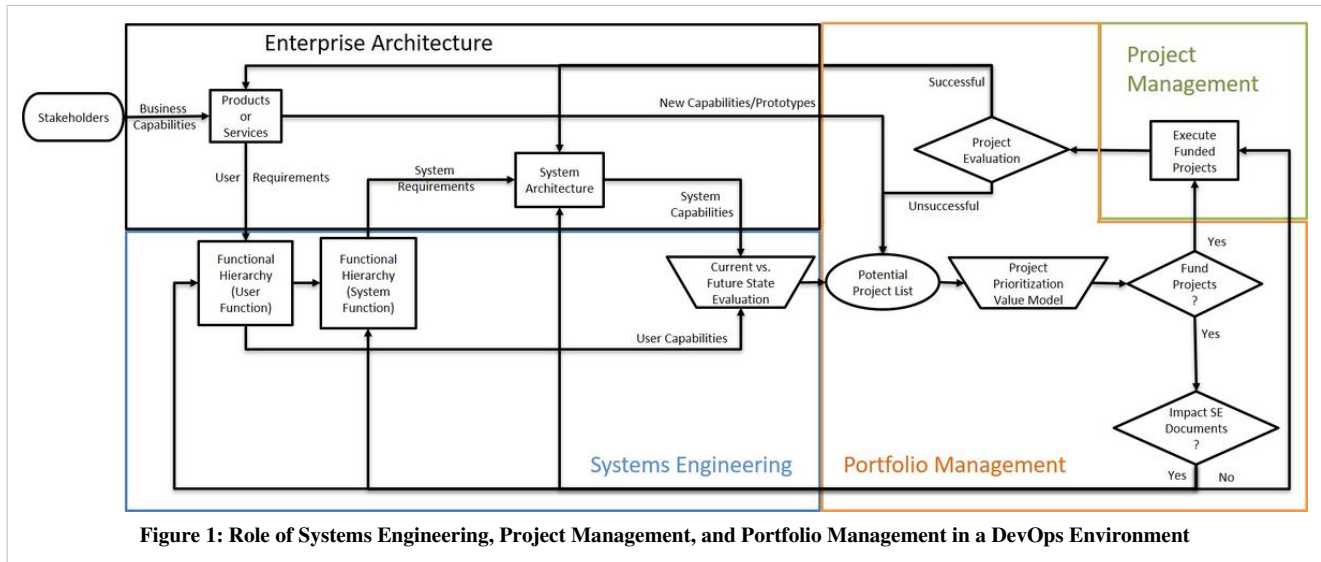 Enterprise Architecture
Project
Management
Successful
Stakeholders
Business
Capabilities
Products
or
Services
New Capabilities/Prototypes
Project
Evaluation
Execute
Funded
Projects
User Requirements
System
Requirements
System
Architecture
System
Capabilities
Unsuccessful
Yes
Functional
Hierarchy
(User
Function)
Functional
Hierarchy
(System
Function)
Current vs.
Future State
Evaluation
Potential
Project List
Project
Prioritization
Value Model
Fund
Projects
?
User Capabilities
Yes
Impact SE
Documents
?
Systems Engineering
Portfolio Management
Yes
No
Figure 1: Role of Systems Engineering, Project Management, and Portfolio Management in a DevOps Environment